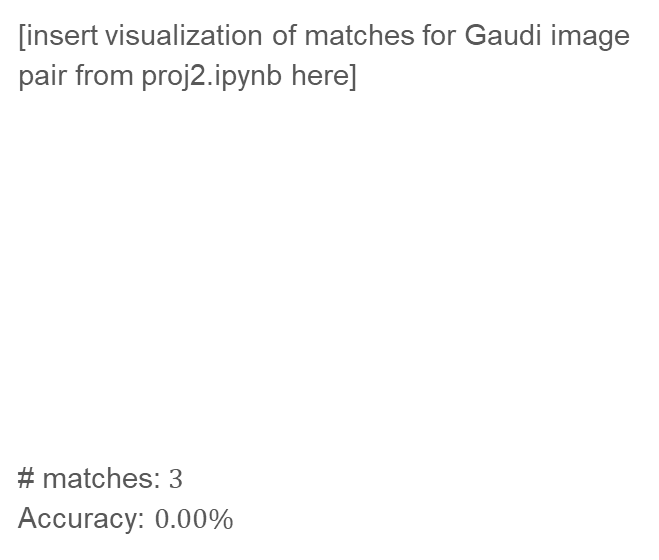 [insert visualization of matches for Gaudi image
pair from proj2.ipynb here]
# matches: 3
Accuracy: 0.00%